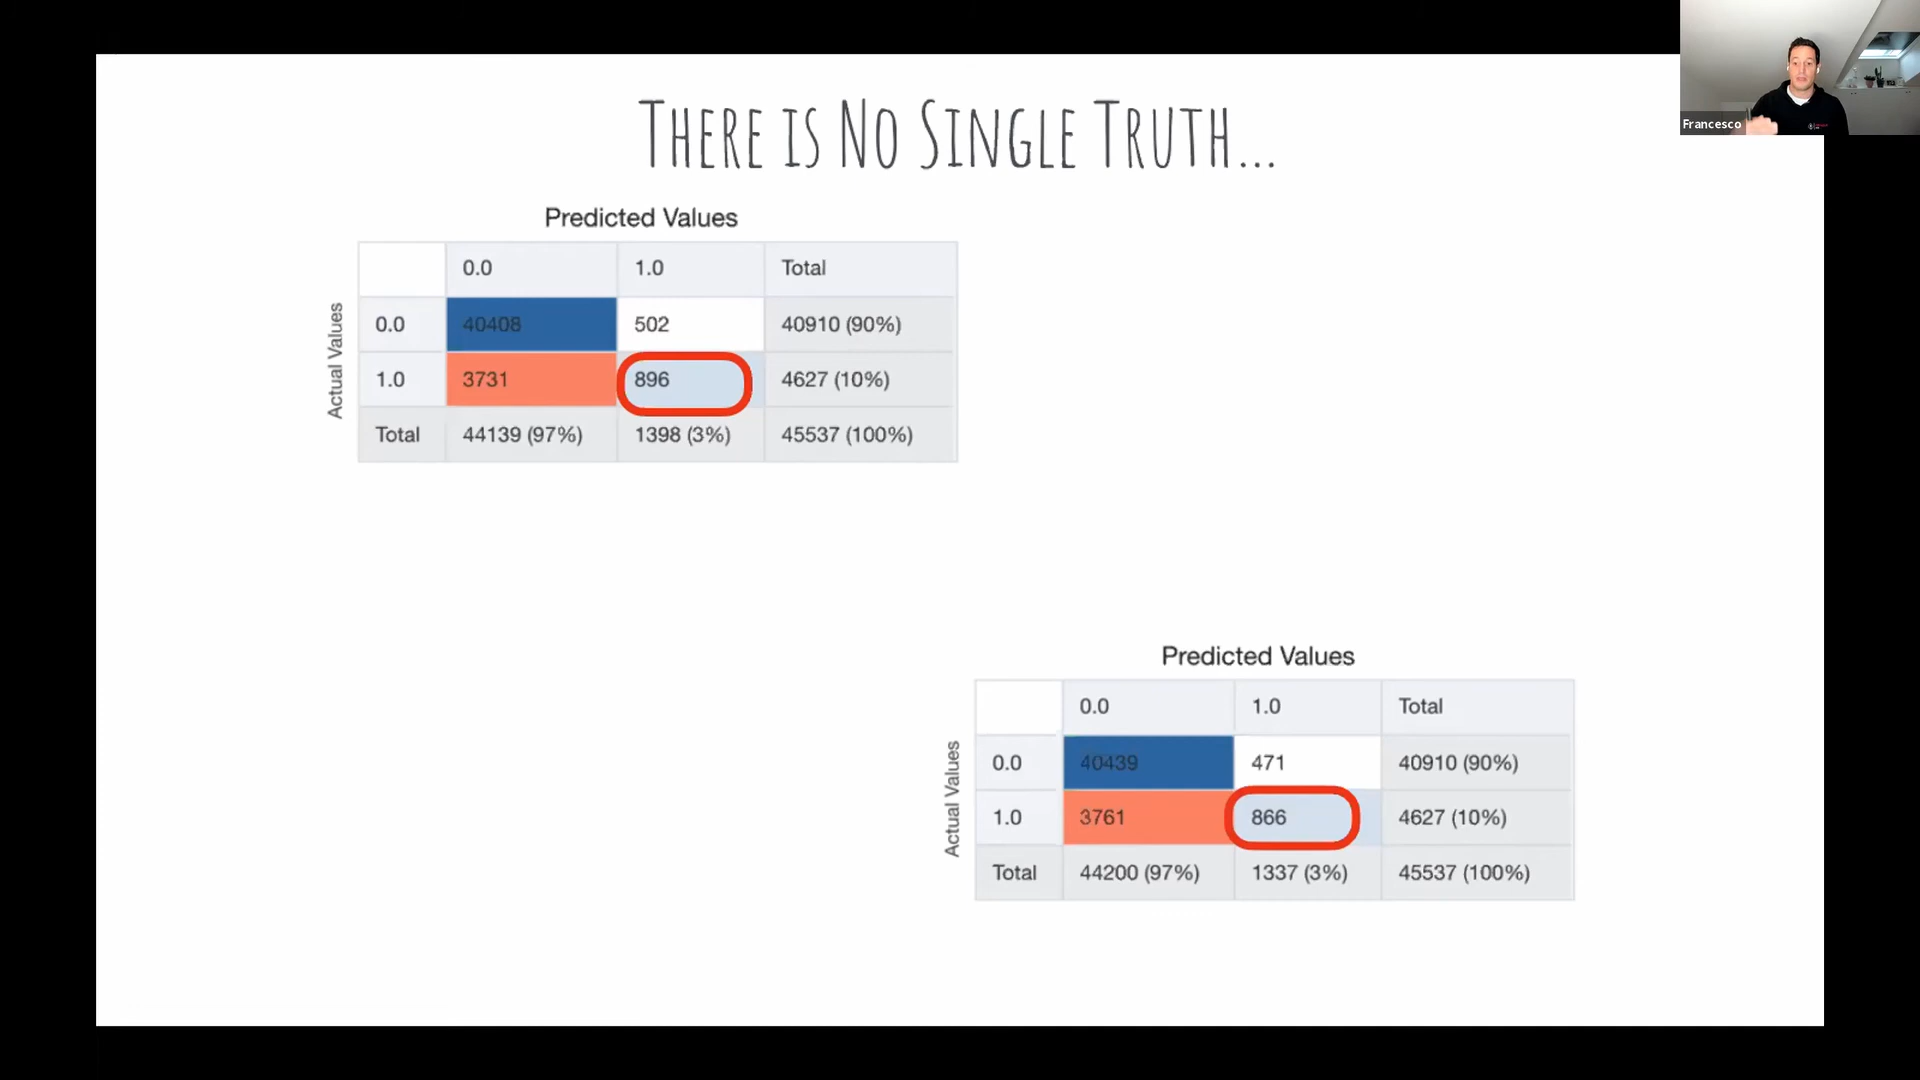 Francesco
THERE IS NO SINGLE TRUTH...
Predicted Values
0.0 1.0 Total
Actual Values
0.0 40408 502 40910 (90%)
1.0 3731 896 4627 (10%)
Total 44139 (97%) 1398 (3%) 45537 (100%)
Predicted Values
0.0 1.0 Total
Actual Values
0.0 40439 471 40910 (90%)
1.0 3761 866 4627 (10%)
Total 44200 (97%) 1337 (3%) 45537 (100%)